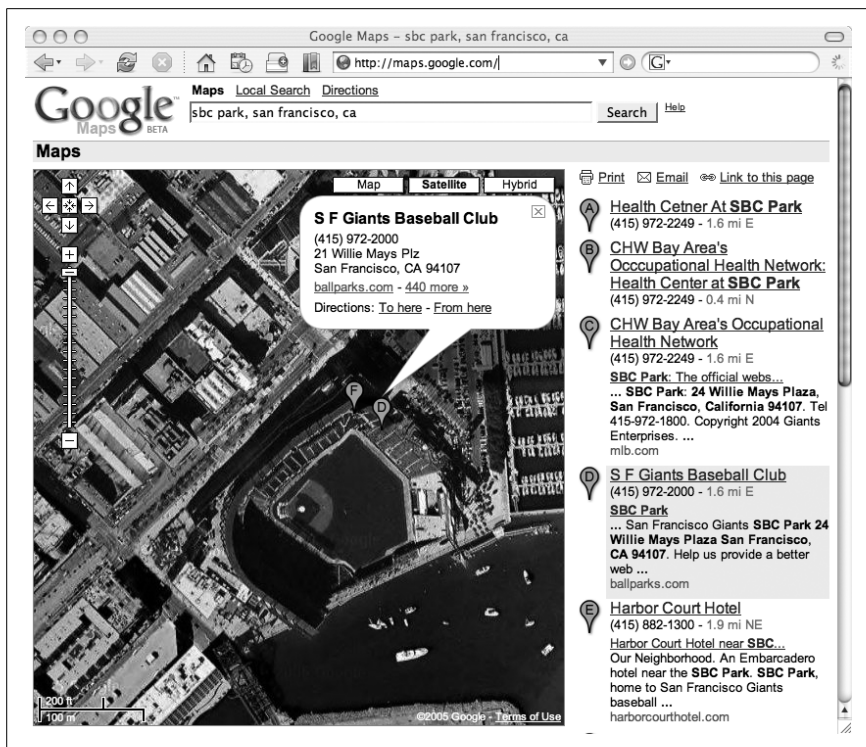 Google Maps – sbc park, san francisco, ca
http://maps.google.com/
G
Google™
Maps BETA
Maps Local Search Directions
sbc park, san francisco, ca
Search
Help
Maps
Map
Satellite
Hybrid
S F Giants Baseball Club
(415) 972-2000
21 Willie Mays Plz
San Francisco, CA 94107
ballparks.com - 440 more »
Directions: To here - From here
F
D
200 ft
100 m
©2005 Google - Terms of Use
Print Email Link to this page
A
Health Cetner At SBC Park
(415) 972-2249 - 1.6 mi E
B
CHW Bay Area's
Occcupational Health Network:
Health Center at SBC Park
(415) 972-2249 - 0.4 mi N
C
CHW Bay Area's Occupational
Health Network
(415) 972-2249 - 1.6 mi E
SBC Park: The official webs...
... SBC Park: 24 Willie Mays Plaza,
San Francisco, California 94107. Tel
415-972-1800. Copyright 2004 Giants
Enterprises. ...
mlb.com
D
S F Giants Baseball Club
(415) 972-2000 - 1.6 mi E
SBC Park
... San Francisco Giants SBC Park 24
Willie Mays Plaza San Francisco,
CA 94107. Help us provide a better
web ...
ballparks.com
E
Harbor Court Hotel
(415) 882-1300 - 1.9 mi NE
Harbor Court Hotel near SBC...
Our Neighborhood. An Embarcadero
hotel near the SBC Park. SBC Park,
home to San Francisco Giants
baseball ...
harborcourthotel.com